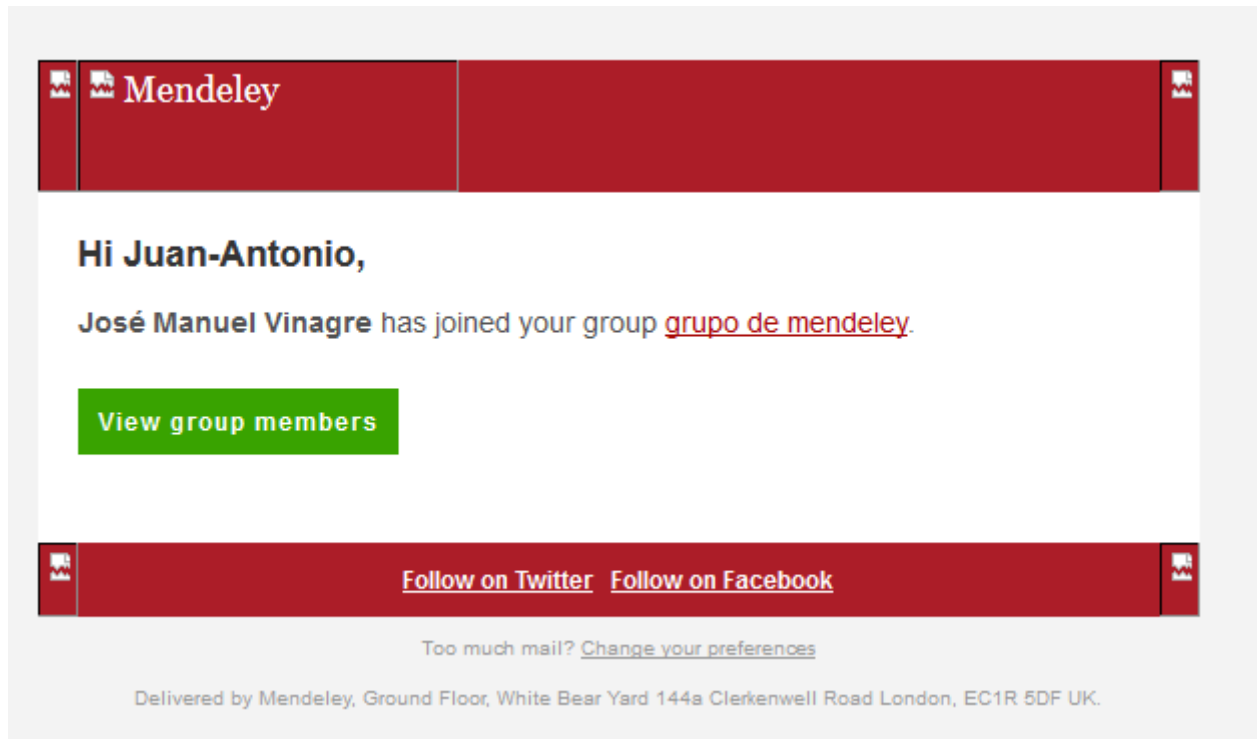 Mendeley
Hi Juan-Antonio,
José Manuel Vinagre has joined your group grupo de mendeley.
View group members
Follow on Twitter Follow on Facebook
Too much mail? Change your preferences
Delivered by Mendeley, Ground Floor, White Bear Yard 144a Clerkenwell Road London, EC1R 5DF UK.